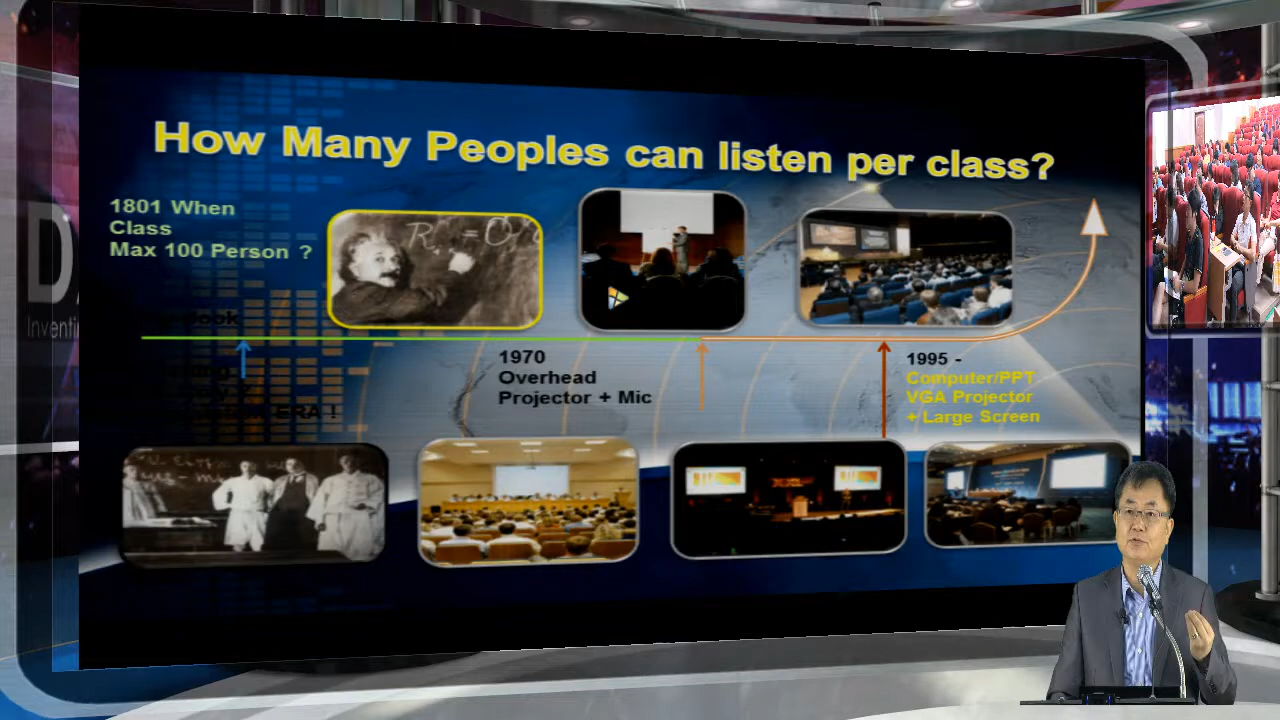 How Many Peoples can listen per class?
1801 When
Class
Max 100 Person ?
1970
Overhead
Projector + Mic
1995 -
Computer/PPT
VGA Projector
+ Large Screen
ERA !